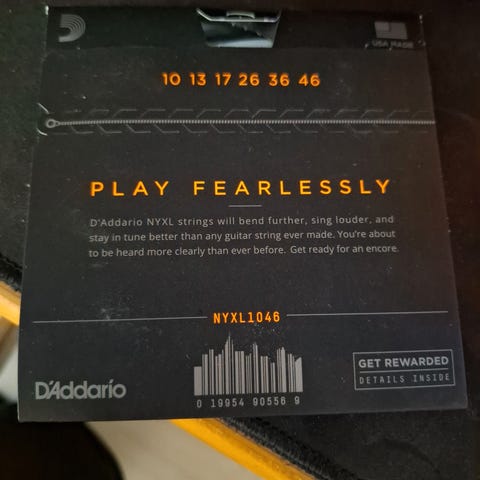 USA MADE
10 13 17 26 36 46
PLAY FEARLESSLY
D'Addario NYXL strings will bend further, sing louder, and
stay in tune better than any guitar string ever made. You're about
to be heard more clearly than ever before. Get ready for an encore.
NYXL1046
GET REWARDED
DETAILS INSIDE
D'Addario
0 19954 90556 9